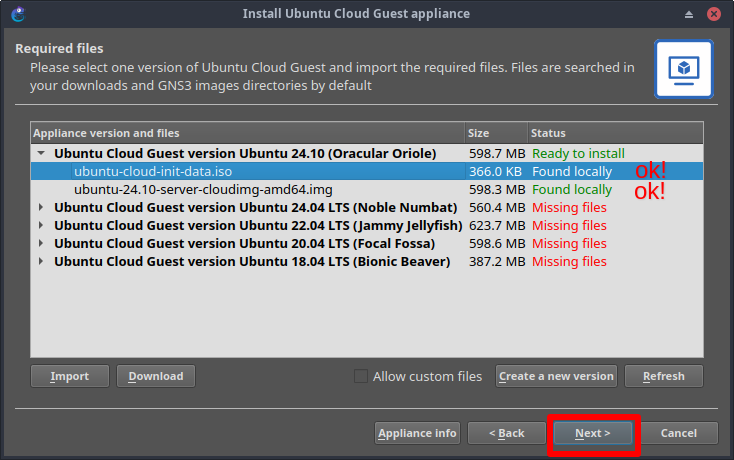 Install Ubuntu Cloud Guest appliance
Required files
Please select one version of Ubuntu Cloud Guest and import the required files. Files are searched in
your downloads and GNS3 images directories by default
Appliance version and files Size Status
Ubuntu Cloud Guest version Ubuntu 24.10 (Oracular Oriole) 598.7 MB Ready to install
ubuntu-cloud-init-data.iso 366.0 KB Found locally ok!
ubuntu-24.10-server-cloudimg-amd64.img 598.3 MB Found locally ok!
Ubuntu Cloud Guest version Ubuntu 24.04 LTS (Noble Numbat) 560.4 MB Missing files
Ubuntu Cloud Guest version Ubuntu 22.04 LTS (Jammy Jellyfish) 623.7 MB Missing files
Ubuntu Cloud Guest version Ubuntu 20.04 LTS (Focal Fossa) 598.6 MB Missing files
Ubuntu Cloud Guest version Ubuntu 18.04 LTS (Bionic Beaver) 387.2 MB Missing files
Import Download Allow custom files Create a new version Refresh
Appliance info < Back Next > Cancel